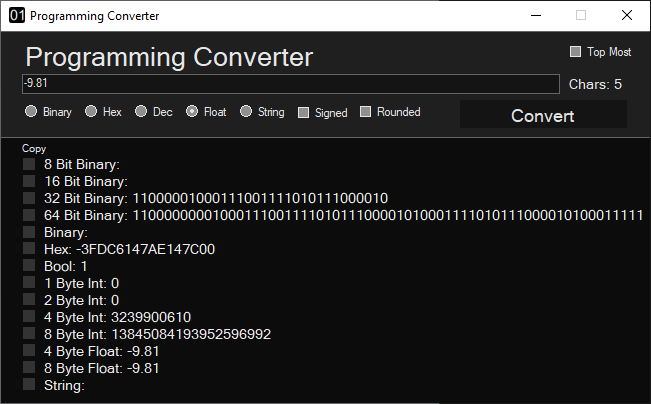 01 Programming Converter
Programming Converter
Top Most
-9.81
Chars: 5
Binary Hex Dec Float String Signed Rounded
Convert
Copy
8 Bit Binary:
16 Bit Binary:
32 Bit Binary: 11000001000111001111010111000010
64 Bit Binary: 1100000000100011100111101011100001010001111010111000010100011111
Binary:
Hex: -3FDC6147AE147C00
Bool: 1
1 Byte Int: 0
2 Byte Int: 0
4 Byte Int: 3239900610
8 Byte Int: 13845084193952596992
4 Byte Float: -9.81
8 Byte Float: -9.81
String: